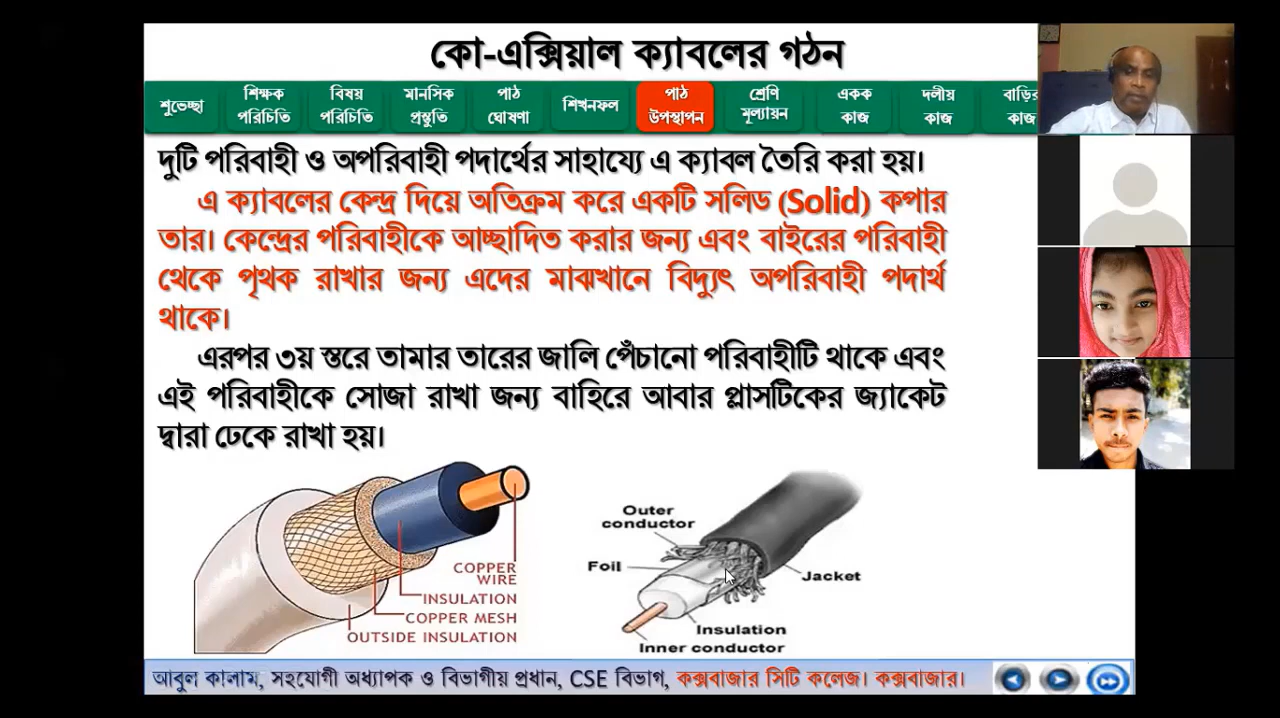 কো-এক্সিয়াল ক্যাবলের গঠন
শুভেচ্ছা
শিক্ষক
পরিচিতি
বিষয়
পরিচিতি
মানসিক
প্রস্তুতি
পাঠ
ঘোষণা
শিখনফল
পাঠ
উপস্থাপন
শ্রেণি
মূল্যায়ন
একক
কাজ
দলীয়
কাজ
বাড়ির
কাজ
দুটি পরিবাহী ও অপরিবাহী পদার্থের সাহায্যে এ ক্যাবল তৈরি করা হয়।
এ ক্যাবলের কেন্দ্র দিয়ে অতিক্রম করে একটি সলিড (Solid) কপার
তার। কেন্দ্রের পরিবাহীকে আচ্ছাদিত করার জন্য এবং বাইরের পরিবাহী
থেকে পৃথক রাখার জন্য এদের মাঝখানে বিদ্যুৎ অপরিবাহী পদার্থ
থাকে।
এরপর ৩য় স্তরে তামার তারের জালি পেঁচানো পরিবাহীটি থাকে এবং
এই পরিবাহীকে সোজা রাখা জন্য বাহিরে আবার প্লাসটিকের জ্যাকেট
দ্বারা ঢেকে রাখা হয়।
COPPER
WIRE
INSULATION
COPPER MESH
OUTSIDE INSULATION
Outer
conductor
Foil
Jacket
Insulation
Inner conductor
আবুল কালাম, সহযোগী অধ্যাপক ও বিভাগীয় প্রধান, CSE বিভাগ, কক্সবাজার সিটি কলেজ। কক্সবাজার।